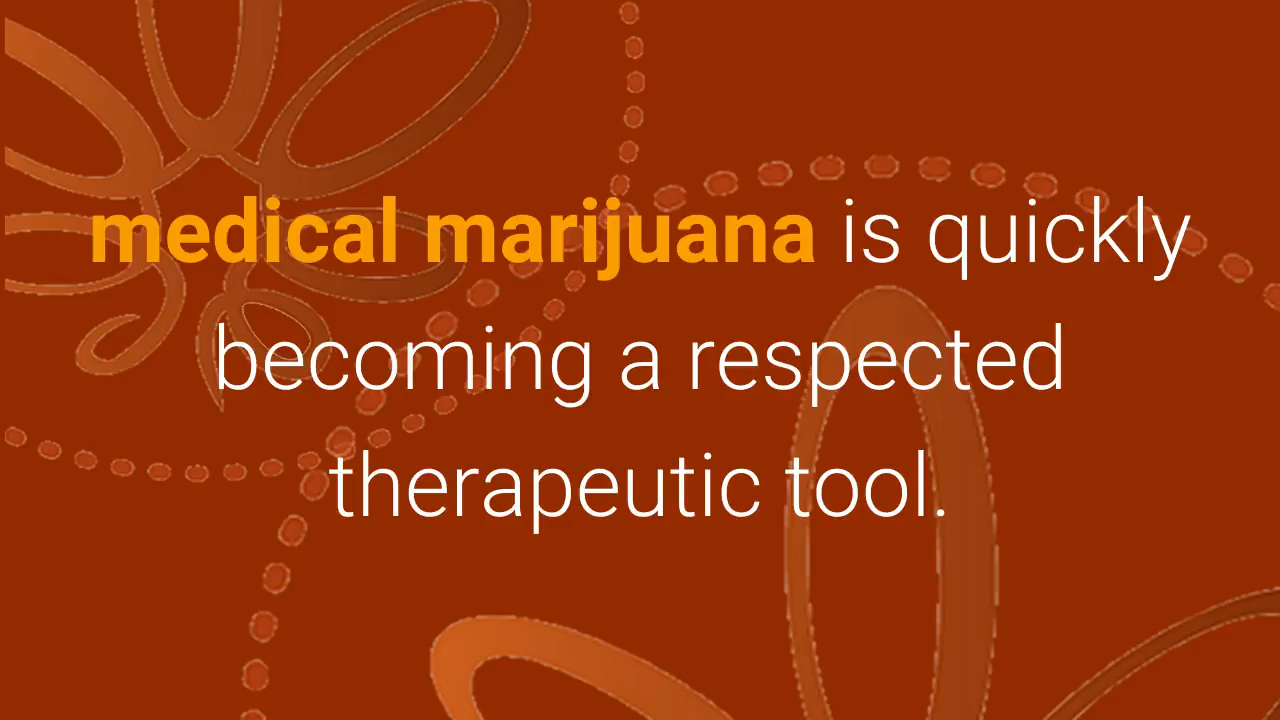 medical marijuana is quickly
becoming a respected
therapeutic tool.